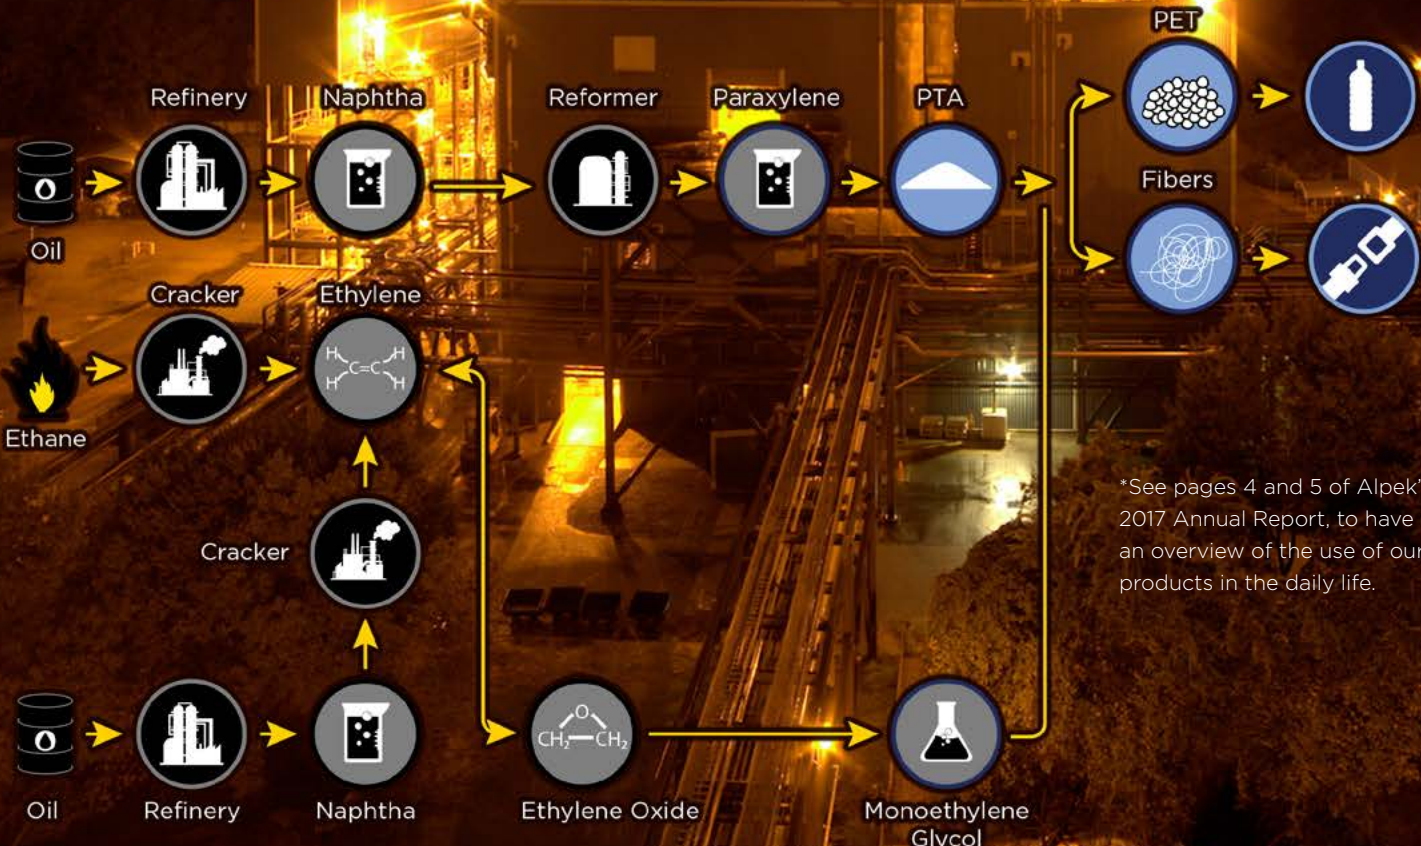 PET
Refinery
Naphtha
Reformer
Paraxylene
PTA
Fibers
Oil
Cracker
Ethylene
H
H
C=C
H
H
Ethane
*See pages 4 and 5 of Alpek'
2017 Annual Report, to have
an overview of the use of our
products in the daily life.
Cracker
O
CH₂—CH₂
Oil
Refinery
Naphtha
Ethylene Oxide
Monoethylene
Glycol